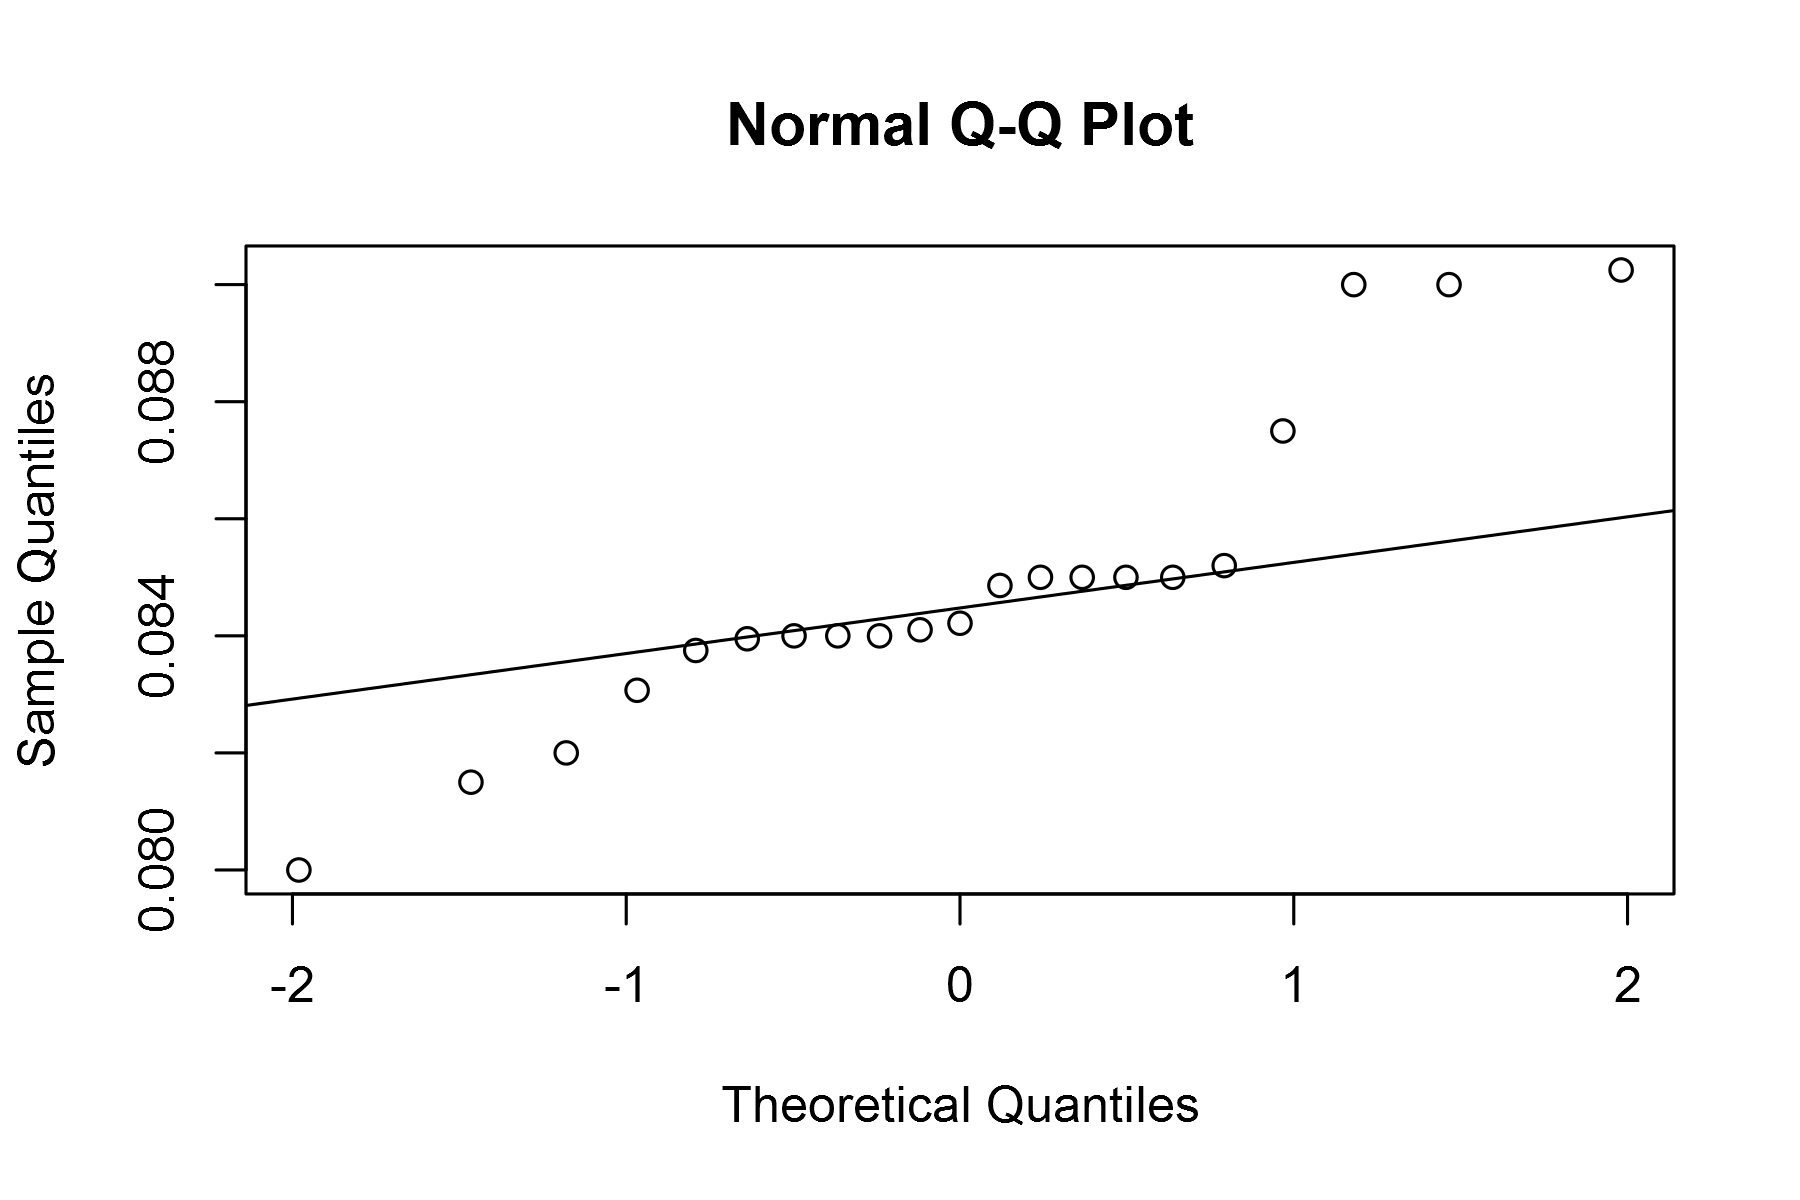 Normal Q-Q Plot
Sample Quantiles
0.088
0.084
0.080
-2 -1 0 1 2
Theoretical Quantiles